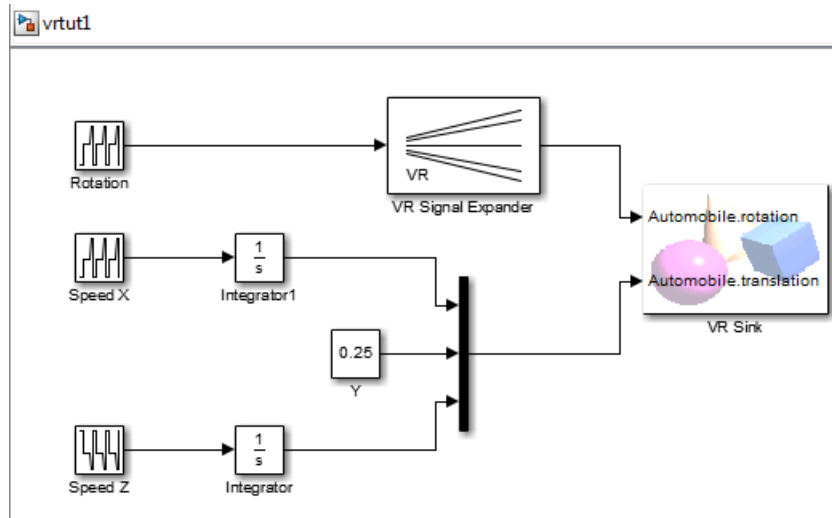 vrtut1
Rotation
VR
VR Signal Expander
Automobile.rotation
Automobile.translation
VR Sink
Speed X
1
s
Integrator1
0.25
Y
Speed Z
1
s
Integrator